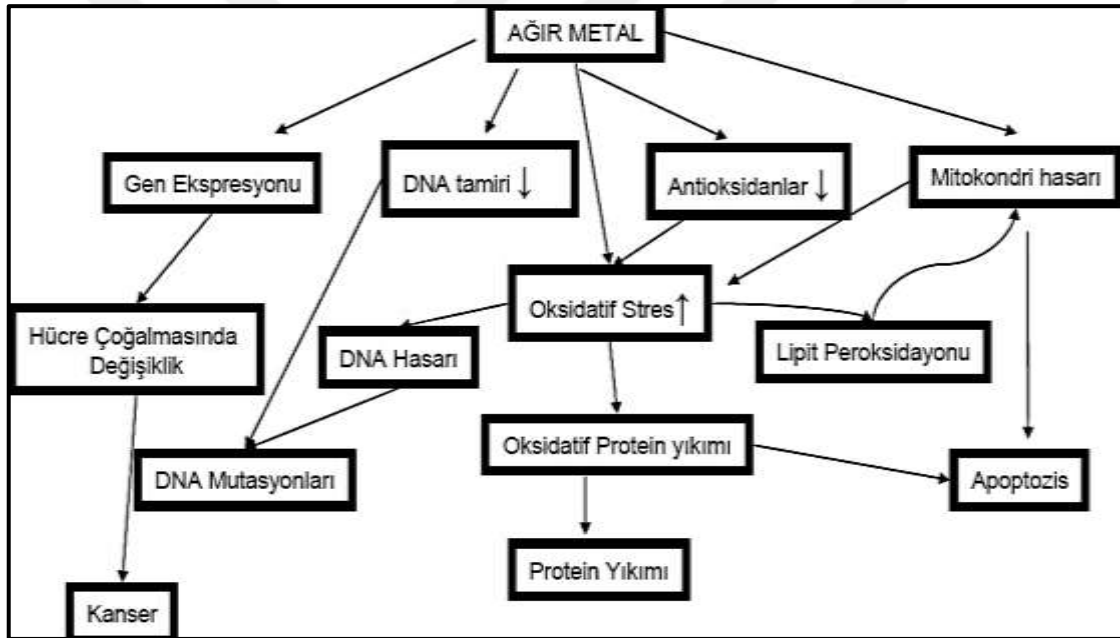 AĞIR METAL
Gen Ekspresyonu
DNA tamiri ↓
Antioksidanlar ↓
Mitokondri hasarı
Hücre Çoğalmasında
Değişiklik
DNA Hasarı
Oksidatif Stres ↑
Lipit Peroksidayonu
DNA Mutasyonları
Oksidatif Protein yıkımı
Apoptozis
Protein Yıkımı
Kanser